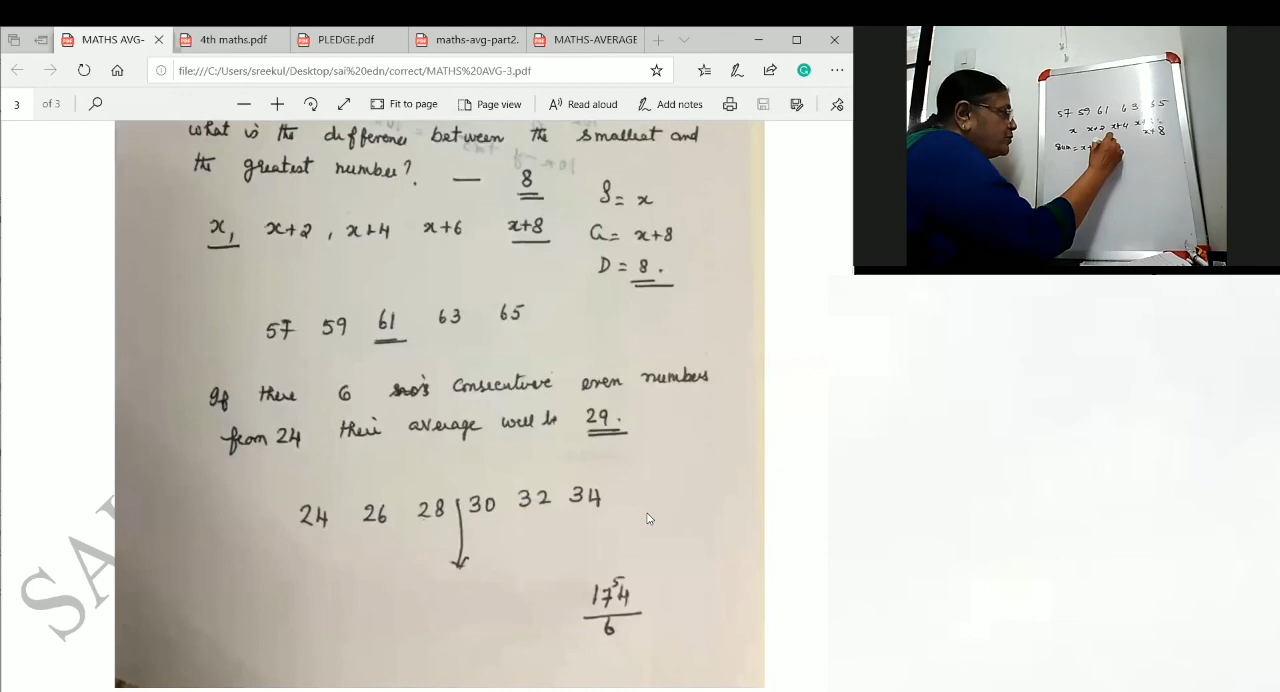 MATHS AVG- 4th maths.pdf PLEDGE.pdf maths-avg-part2. MATHS-AVERAGE
file:///C:/Users/sreekul/Desktop/sai%20edn/correct/MATHS%20AVG-3.pdf
3 of 3 Fit to page Page view Read aloud Add notes
what is the difference between the smallest and
the greatest number? — 8
S = x
x, x+2, x+4 x+6 x+8
G = x+8
D = 8.
57 59 61 63 65
If there 6 consecutive even numbers
from 24 their average will be 29.
24 26 28 30 32 34
174
5
6
SA
57 59 61 63 65
x x+2 x+4 x+8
Sum = x+